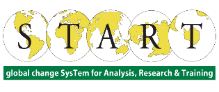 START
global change SysTem for Analysis, Research & Training